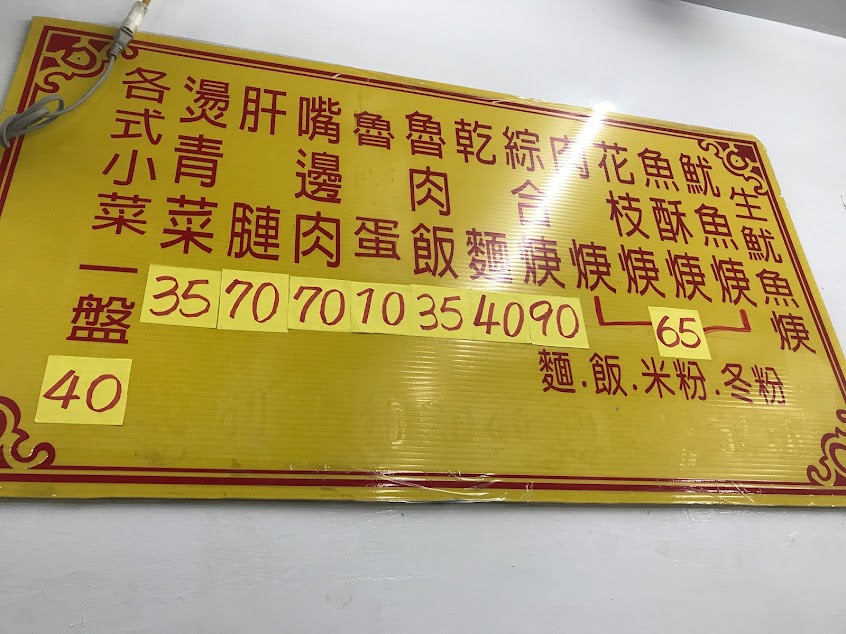 生魷魚焿
魷魚焿
魚酥焿
花枝焿
肉焿
65
麵.飯.米粉.冬粉
綜合焿
90
乾麵
40
魯肉飯
35
魯蛋
10
嘴邊肉
70
肝
70
燙青菜
35
各式小菜一盤
40